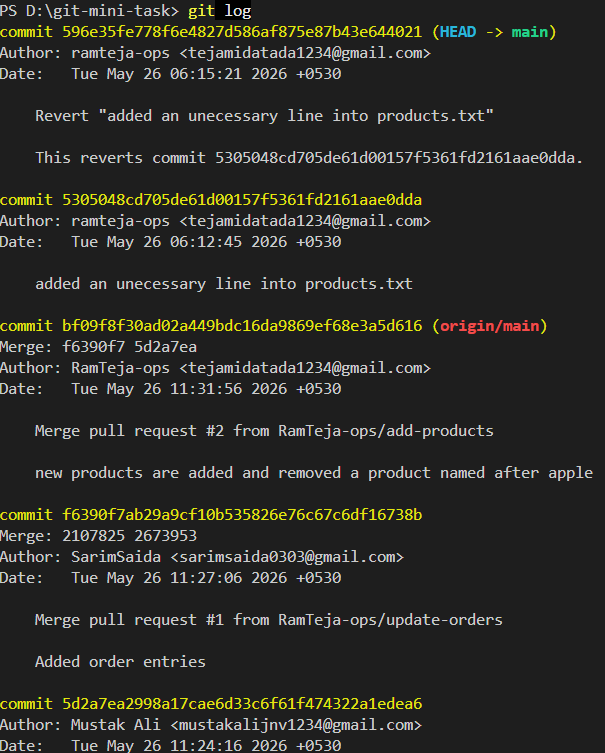 PS D:\git-mini-task> git log
commit 596e35fe778f6e4827d586af875e87b43e644021 (HEAD -> main)
Author: ramteja-ops <tejamidatada1234@gmail.com>
Date:   Tue May 26 06:15:21 2026 +0530
    Revert "added an unecessary line into products.txt"
    This reverts commit 5305048cd705de61d00157f5361fd2161aae0dda.
commit 5305048cd705de61d00157f5361fd2161aae0dda
Author: ramteja-ops <tejamidatada1234@gmail.com>
Date:   Tue May 26 06:12:45 2026 +0530
    added an unecessary line into products.txt
commit bf09f8f30ad02a449bdc16da9869ef68e3a5d616 (origin/main)
Merge: f6390f7 5d2a7ea
Author: RamTeja-ops <tejamidatada1234@gmail.com>
Date:   Tue May 26 11:31:56 2026 +0530
    Merge pull request #2 from RamTeja-ops/add-products
    new products are added and removed a product named after apple
commit f6390f7ab29a9cf10b535826e76c67c6df16738b
Merge: 2107825 2673953
Author: SarimSaida <sarimsaida0303@gmail.com>
Date:   Tue May 26 11:27:06 2026 +0530
    Merge pull request #1 from RamTeja-ops/update-orders
    Added order entries
commit 5d2a7ea2998a17cae6d33c6f61f474322a1edea6
Author: Mustak Ali <mustakalijnv1234@gmail.com>
Date:   Tue May 26 11:24:16 2026 +0530